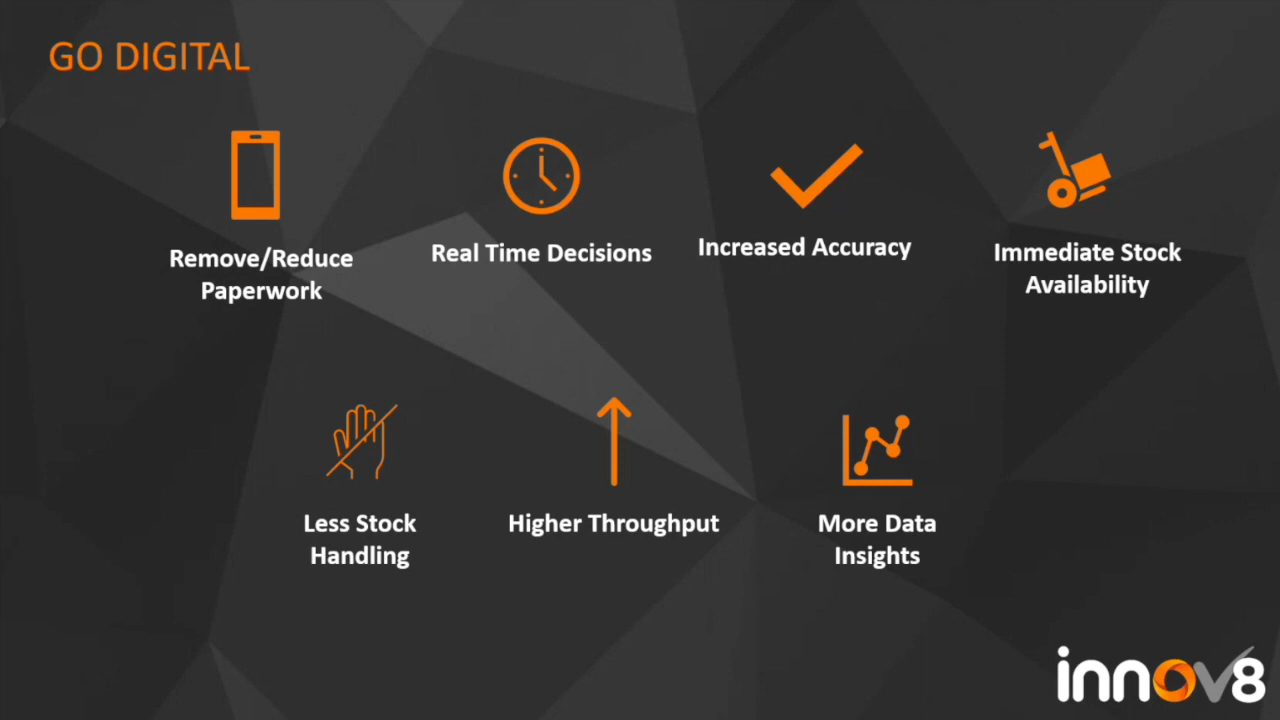 GO DIGITAL
Remove/Reduce
Paperwork
Real Time Decisions
Increased Accuracy
Immediate Stock
Availability
Less Stock
Handling
Higher Throughput
More Data
Insights
innov8